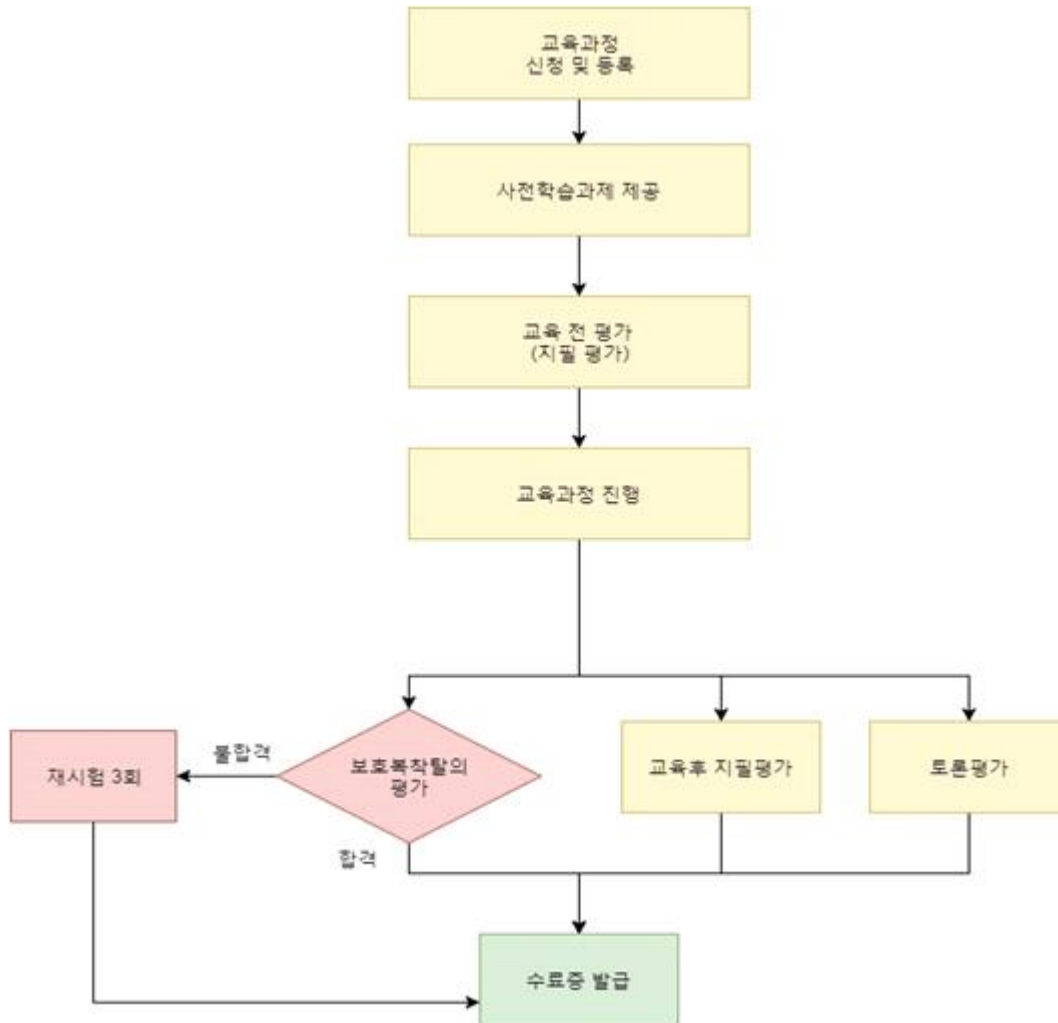 교육과정
신청 및 등록
사전학습과제 제공
교육 전 평가
(지필 평가)
교육과정 진행
불합격
재시험 3회
보호복착탈의
평가
교육후 지필평가
토론평가
합격
수료증 발급